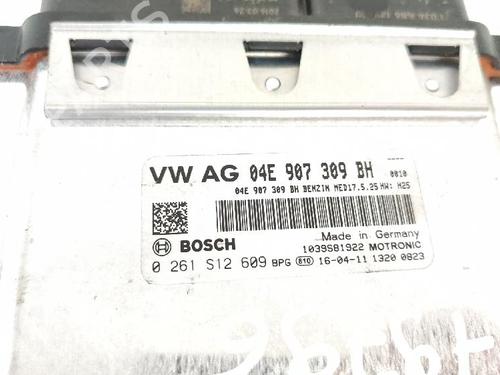 VW AG 04E 907 309 BH 0010
04E 907 309 BH BENZIN MED17.5.25 HW: H25
Made in Germany
BOSCH 1039S81922 MOTRONIC
0 261 S12 609 BPG 610 16-04-11 1320 0823